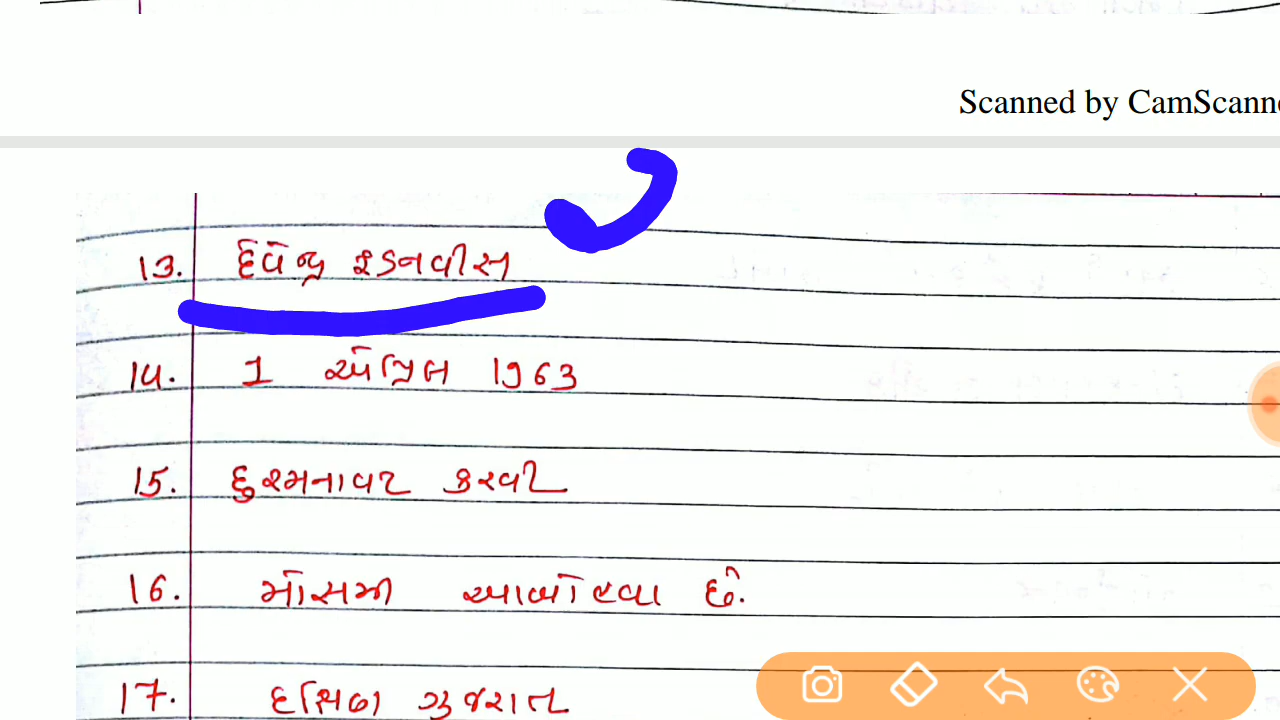 Scanned by CamScanne
13. દેવેન્દ્ર ફડનવીસ
14. 1 એપ્રિલ 1963
15. દુશ્મનાવટ કરવી
16. મોસમી આબોહવા છે.
17. દક્ષિણ ગુજરાત